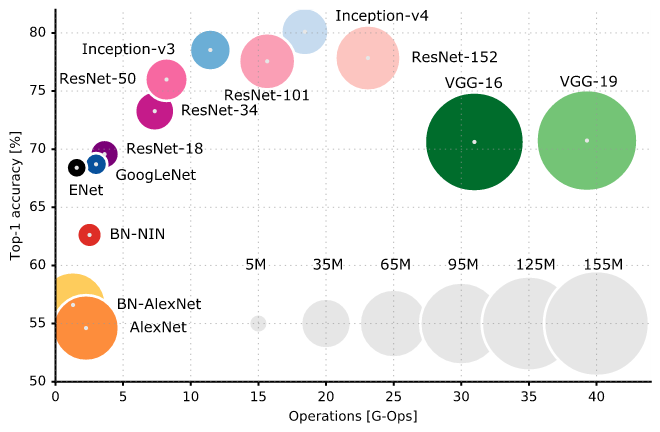 Inception-v4
80
Inception-v3
ResNet-152
ResNet-50
VGG-16
VGG-19
75
ResNet-101
ResNet-34
70
ResNet-18
GoogLeNet
ENet
Top-1 accuracy [%]
65
BN-NIN
60
5M 35M 65M 95M 125M 155M
BN-AlexNet
55
AlexNet
50
0 5 10 15 20 25 30 35 40
Operations [G-Ops]